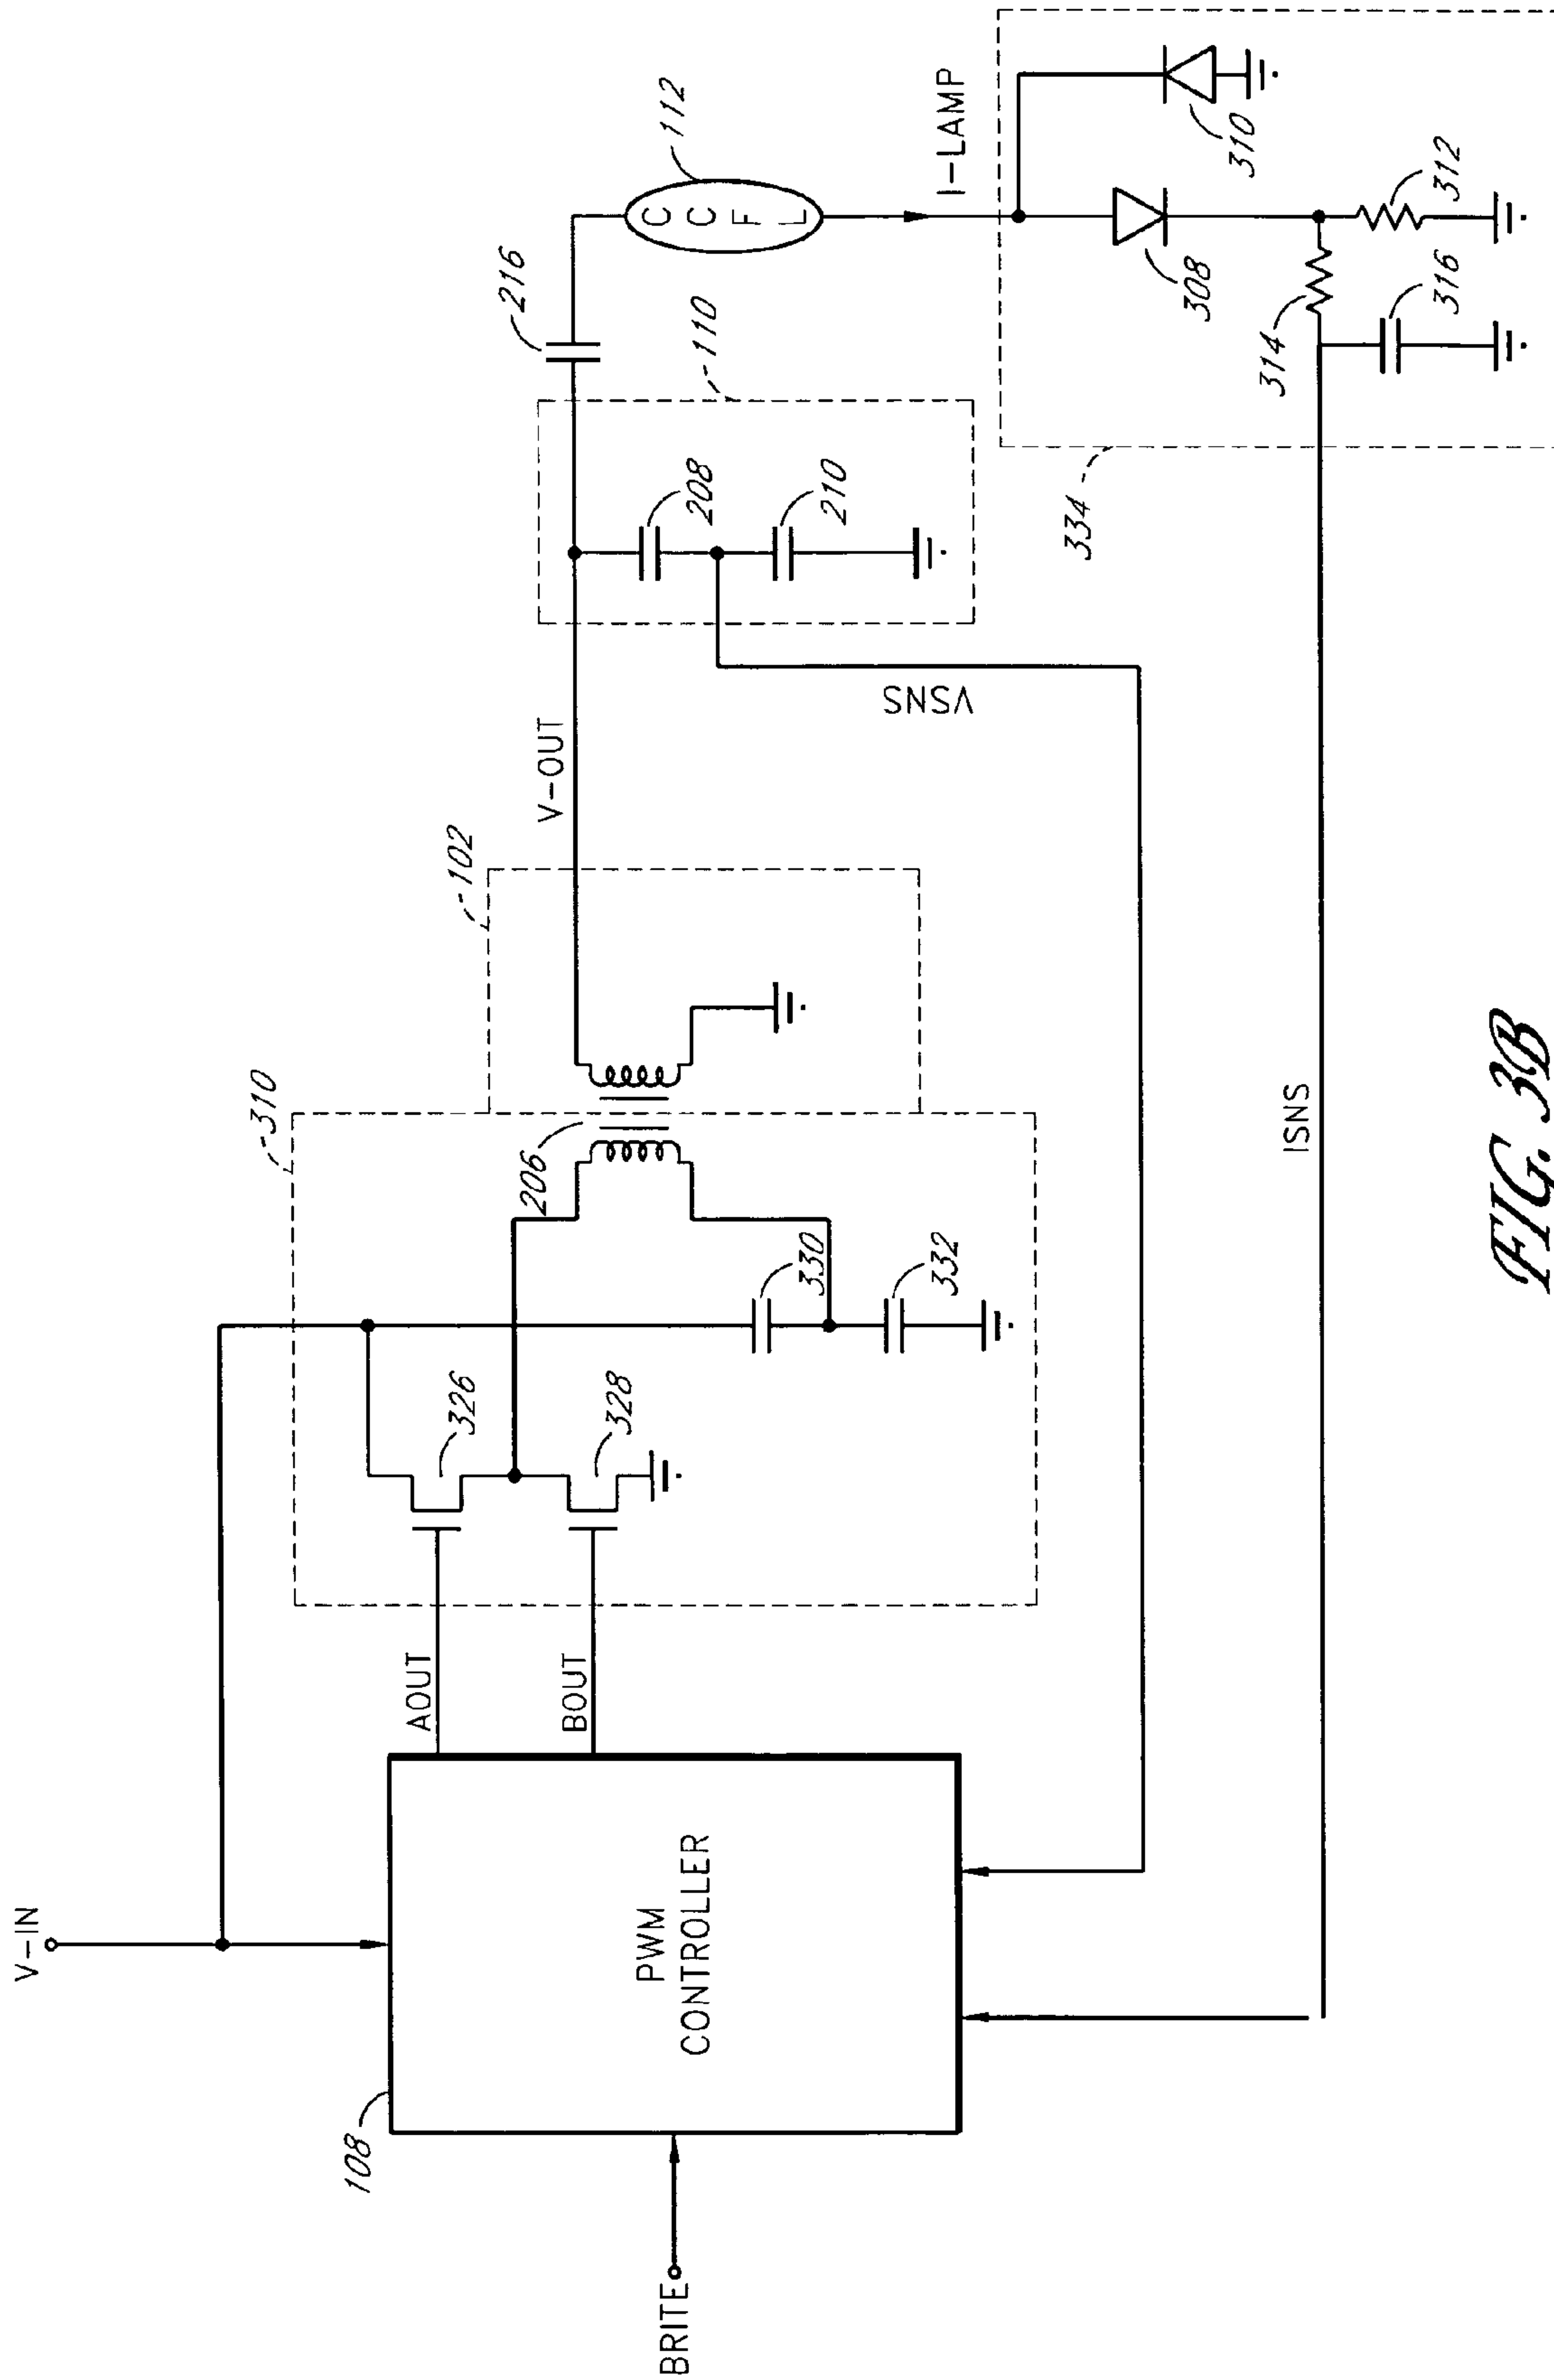 V-IN
310
102
AOUT
326
206
V-OUT
216
112
110
C
C
F
L
108
BOUT
328
208
PWM
CONTROLLER
330
210
BRITE
332
VSNS
I-LAMP
334
310
308
314
316
312
ISNS
FIG. 3B